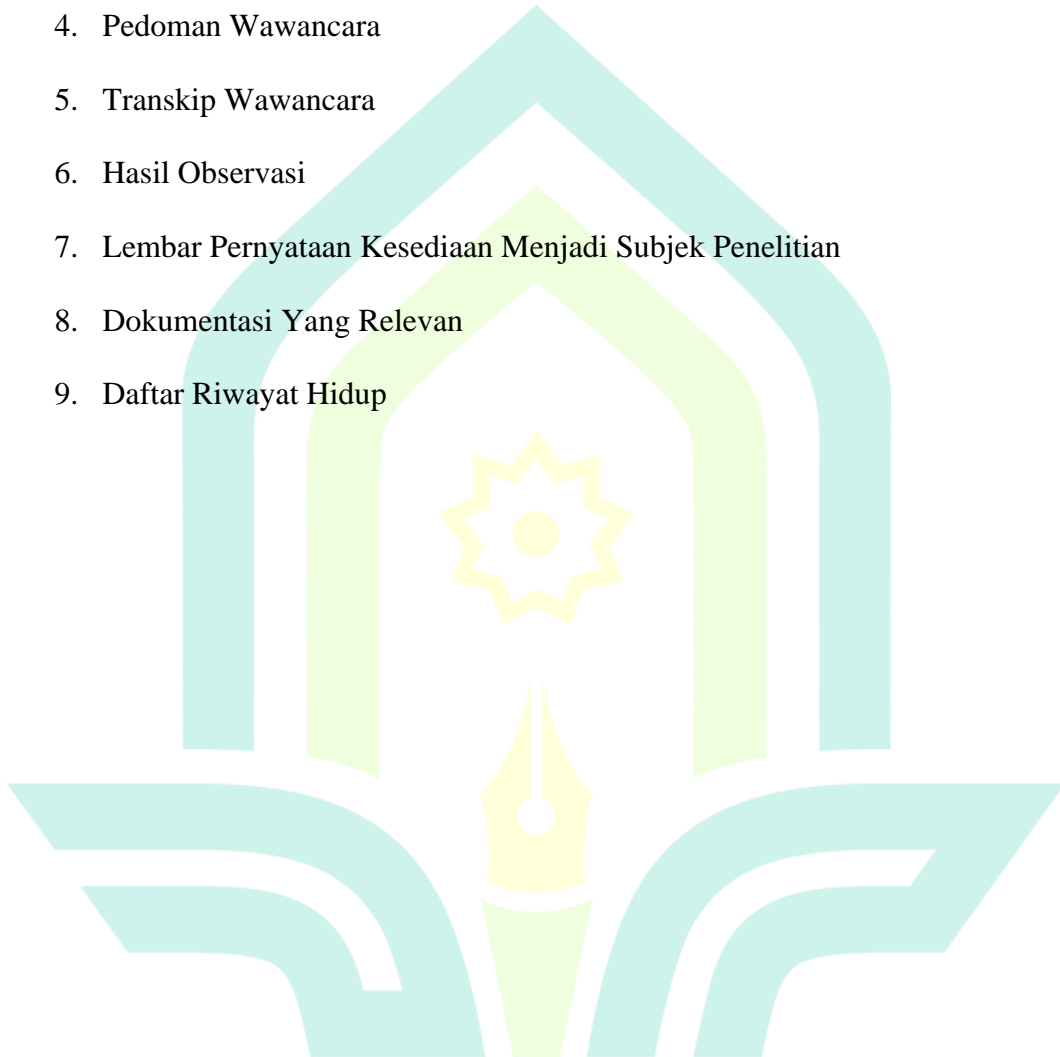 4. Pedoman Wawancara
5. Transkip Wawancara
6. Hasil Observasi
7. Lembar Pernyataan Kesediaan Menjadi Subjek Penelitian
8. Dokumentasi Yang Relevan
9. Daftar Riwayat Hidup